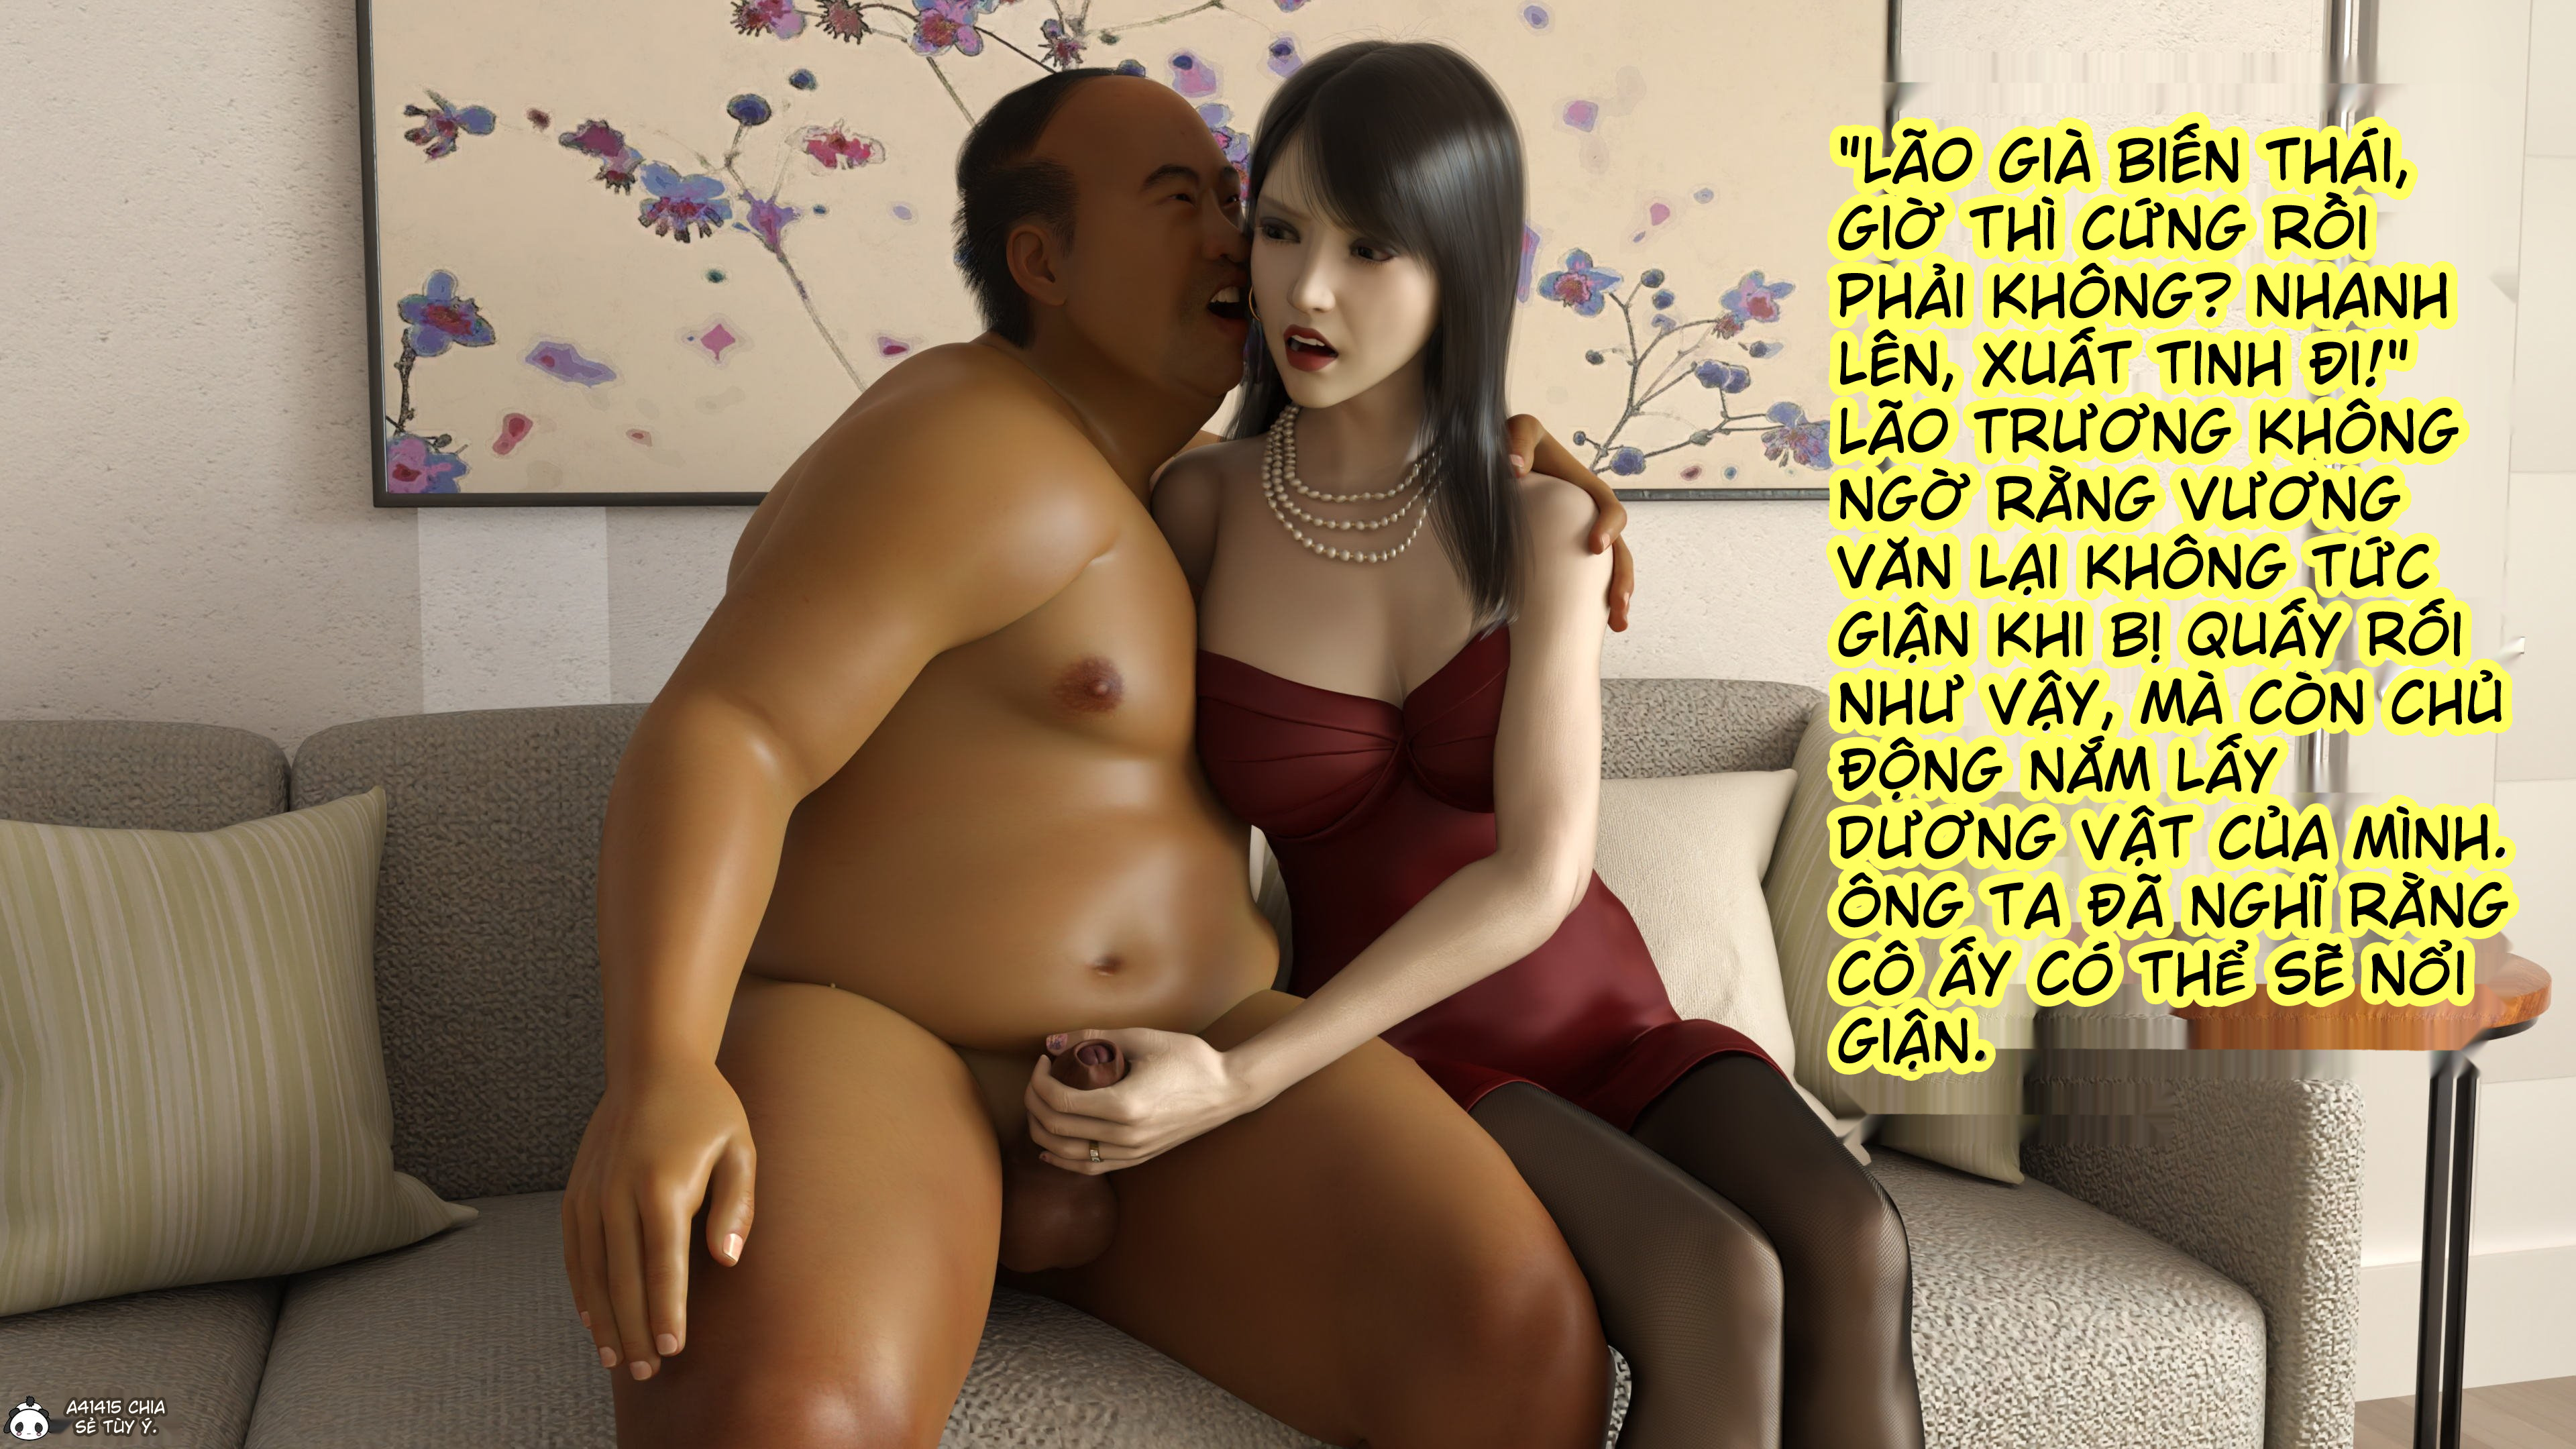 "LÃO GIÀ BIẾN THÁI,
GIỜ THÌ CỨNG RỒI
PHẢI KHÔNG? NHANH
LÊN, XUẤT TINH ĐI!"
LÃO TRƯƠNG KHÔNG
NGỜ RẰNG VƯƠNG
VĂN LẠI KHÔNG TỨC
GIẬN KHI BỊ QUẤY RỐI
NHƯ VẬY, MÀ CÒN CHỦ
ĐỘNG NẮM LẤY
DƯƠNG VẬT CỦA MÌNH.
ÔNG TA ĐÃ NGHĨ RẰNG
CÔ ẤY CÓ THỂ SẼ NỔI
GIẬN.
A41415 CHIA
SẺ TÙY Ý.